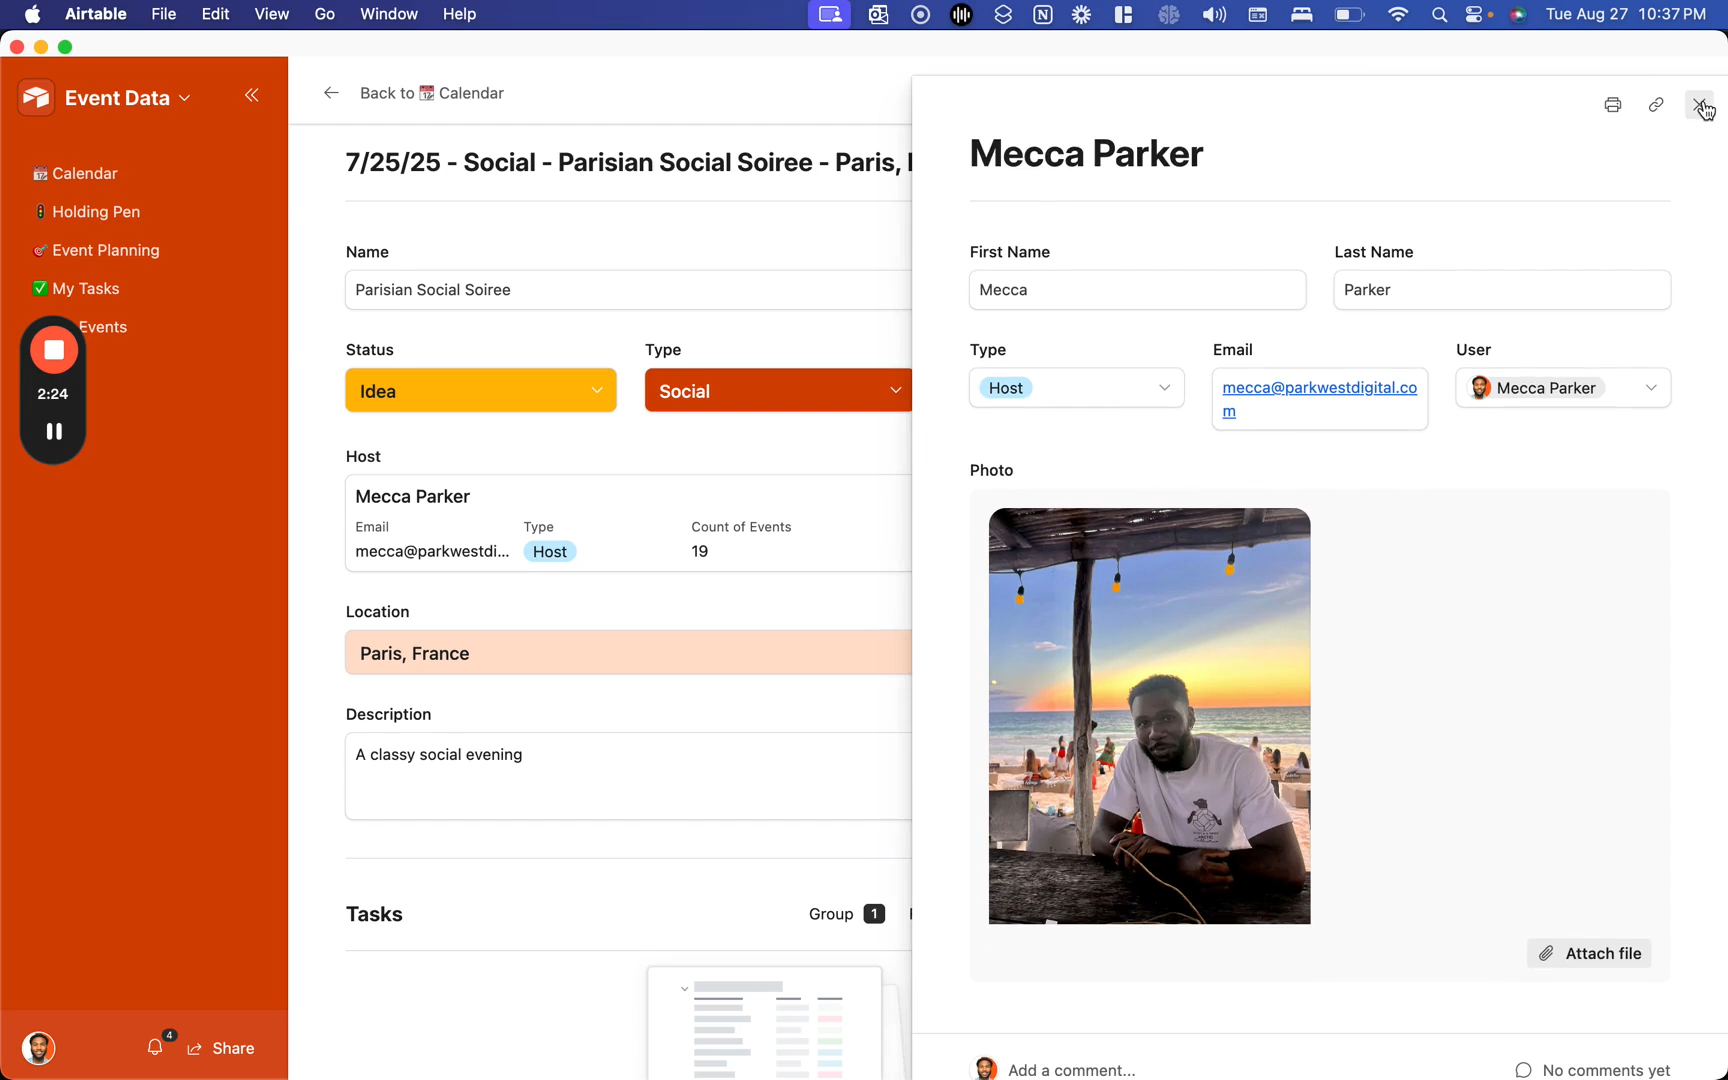 Airtable File Edit View Go Window Help Tue Aug 27 10:37 PM
Event Data
Calendar
Holding Pen
Event Planning
My Tasks
Events
2:24
4
Share
Back to Calendar
7/25/25 - Social - Parisian Social Soiree - Paris,
Name
Parisian Social Soiree
Status
Type
Idea
Social
Host
Mecca Parker
Email Type Count of Events
mecca@parkwestdi... Host 19
Location
Paris, France
Description
A classy social evening
Tasks
Group 1
Mecca Parker
First Name
Last Name
Mecca
Parker
Type
Email
User
Host
mecca@parkwestdigital.co
m
Mecca Parker
Photo
Attach file
Add a comment...
No comments yet